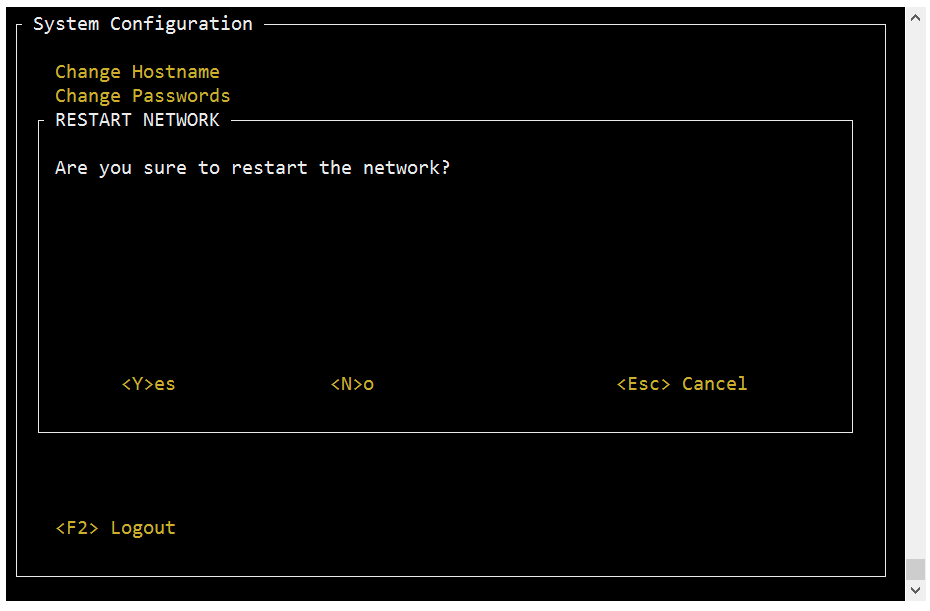 System Configuration
Change Hostname
Change Passwords
RESTART NETWORK
Are you sure to restart the network?
<Y>es <N>o <Esc> Cancel
<F2> Logout